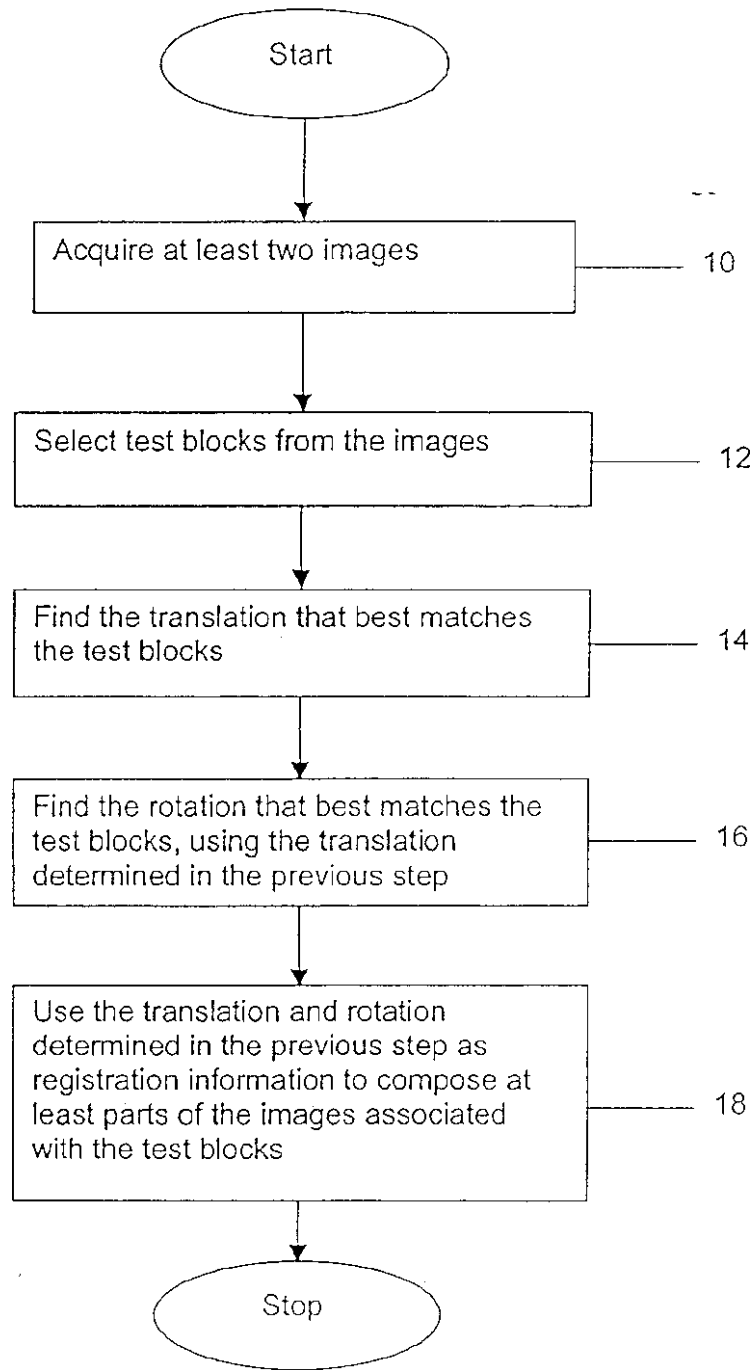 Start
Acquire at least two images
10
Select test blocks from the images
12
Find the translation that best matches
the test blocks
14
Find the rotation that best matches the
test blocks, using the translation
determined in the previous step
16
Use the translation and rotation
determined in the previous step as
registration information to compose at
least parts of the images associated
with the test blocks
18
Stop